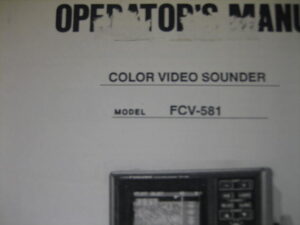 OPERATOR'S MANU
COLOR VIDEO SOUNDER
MODEL FCV-581